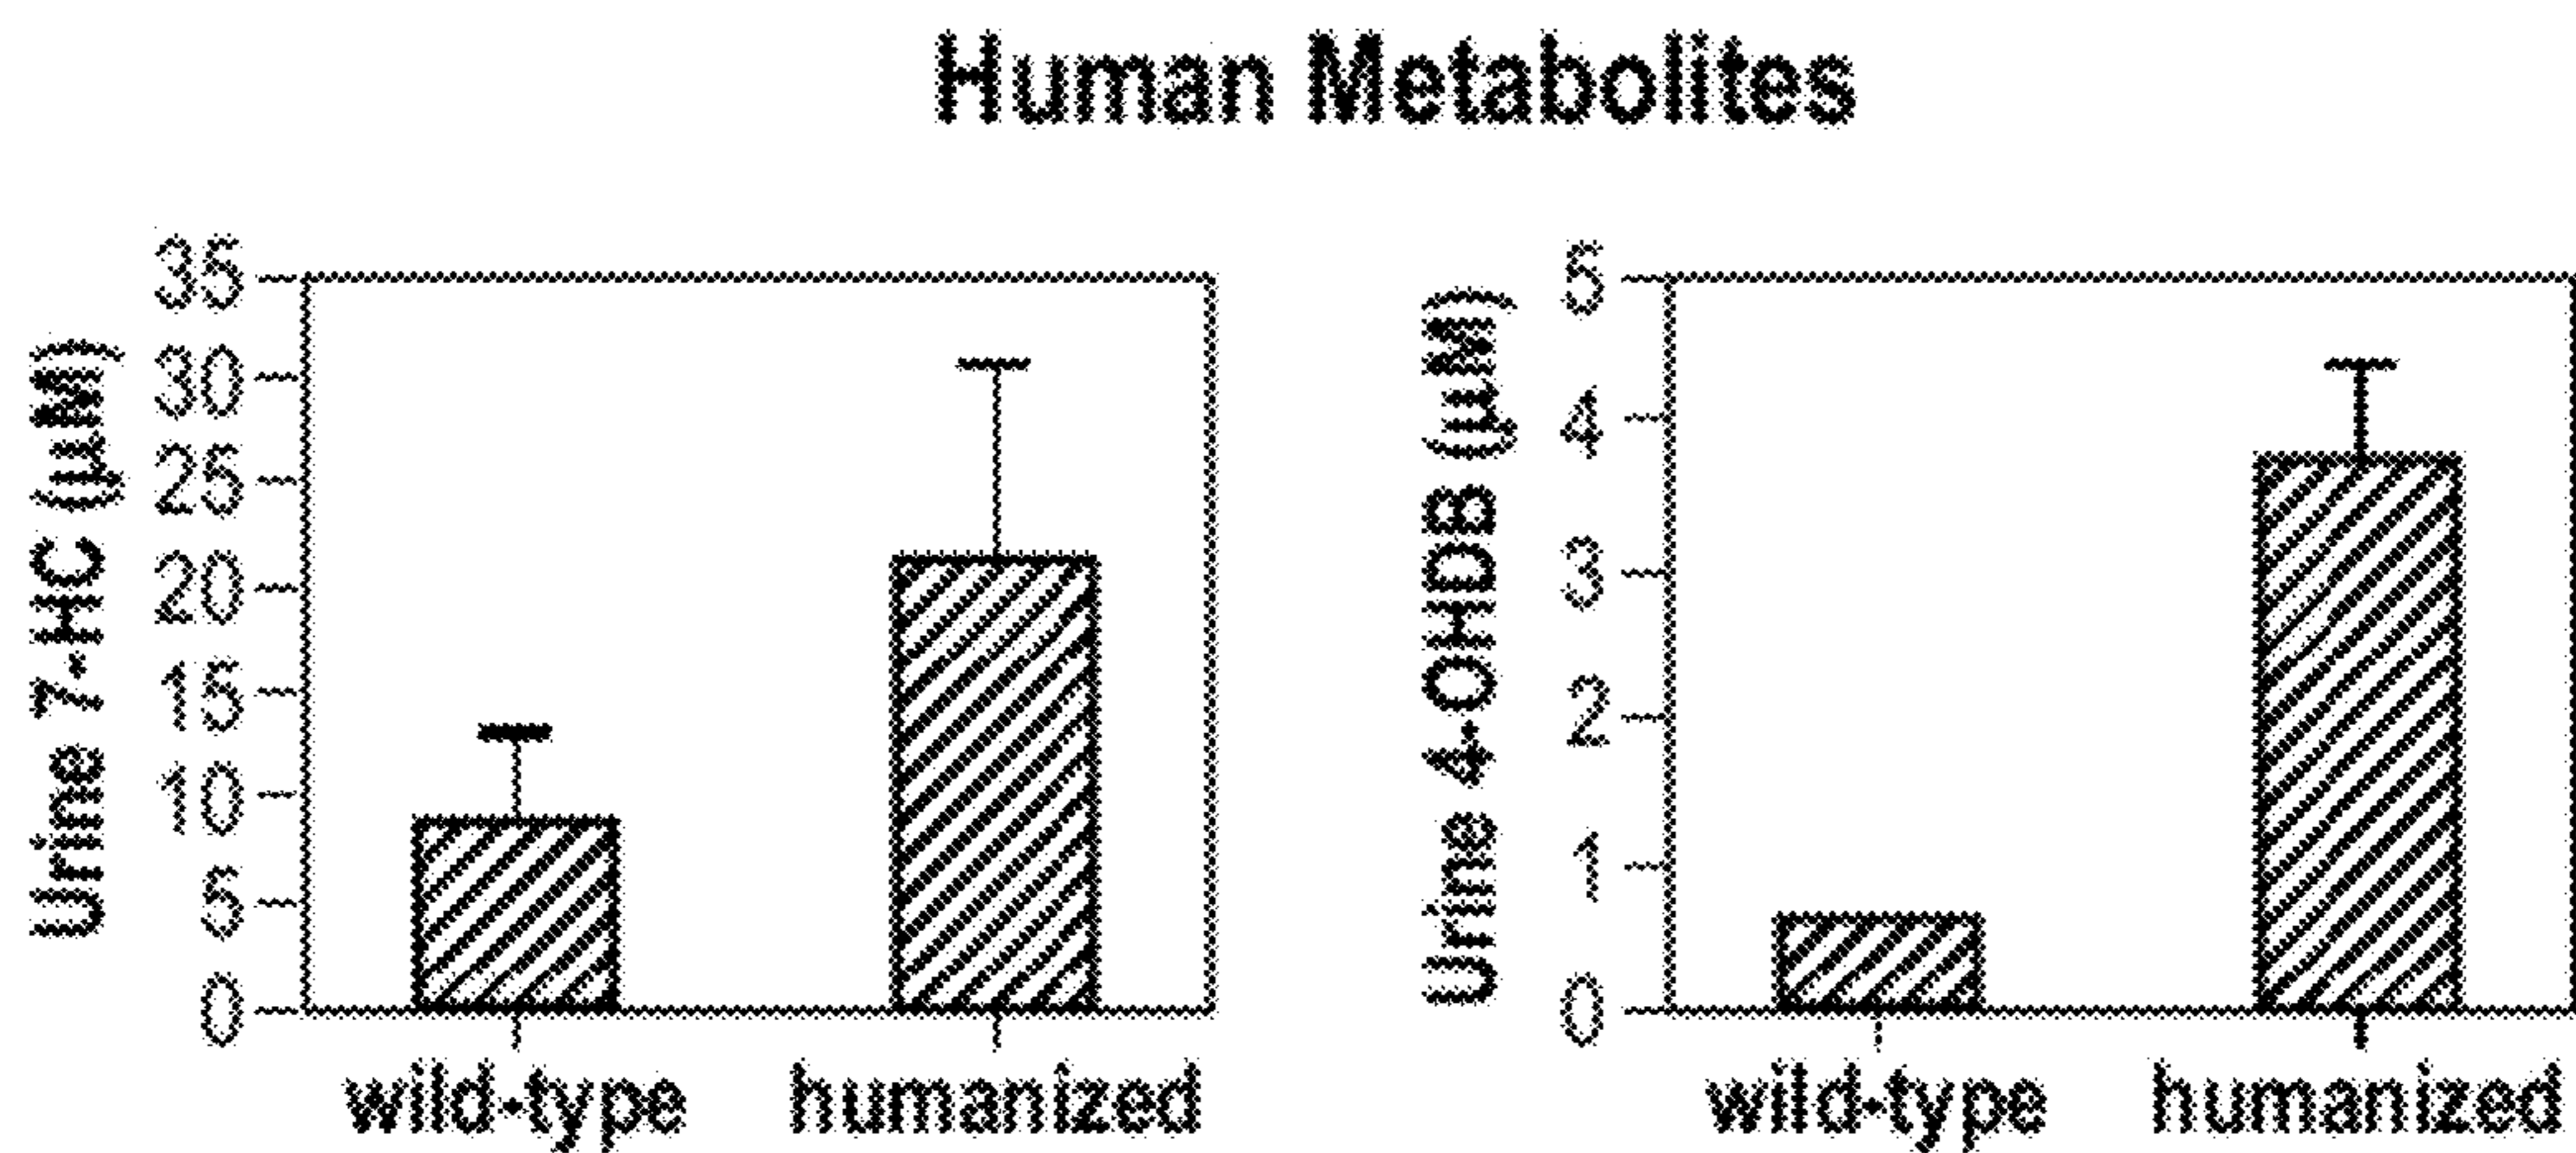 Human Metabolites
Urine 7-HC (µM)
35
30
25
20
15
10
5
0
wild-type humanized
Urine 4-OHDB (µM)
5
4
3
2
1
0
wild-type humanized